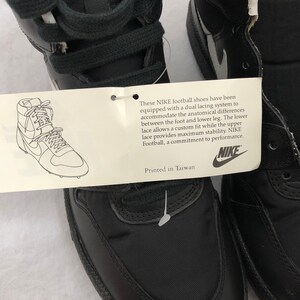 These NIKE football shoes have been
equipped with a dual lacing system to
accommodate the anatomical differences
between the foot and lower leg. The lower
lace allows a custom fit while the upper
lace provides maximum stability. NIKE
Football, a commitment to performance
NIKE
Printed in Taiwan